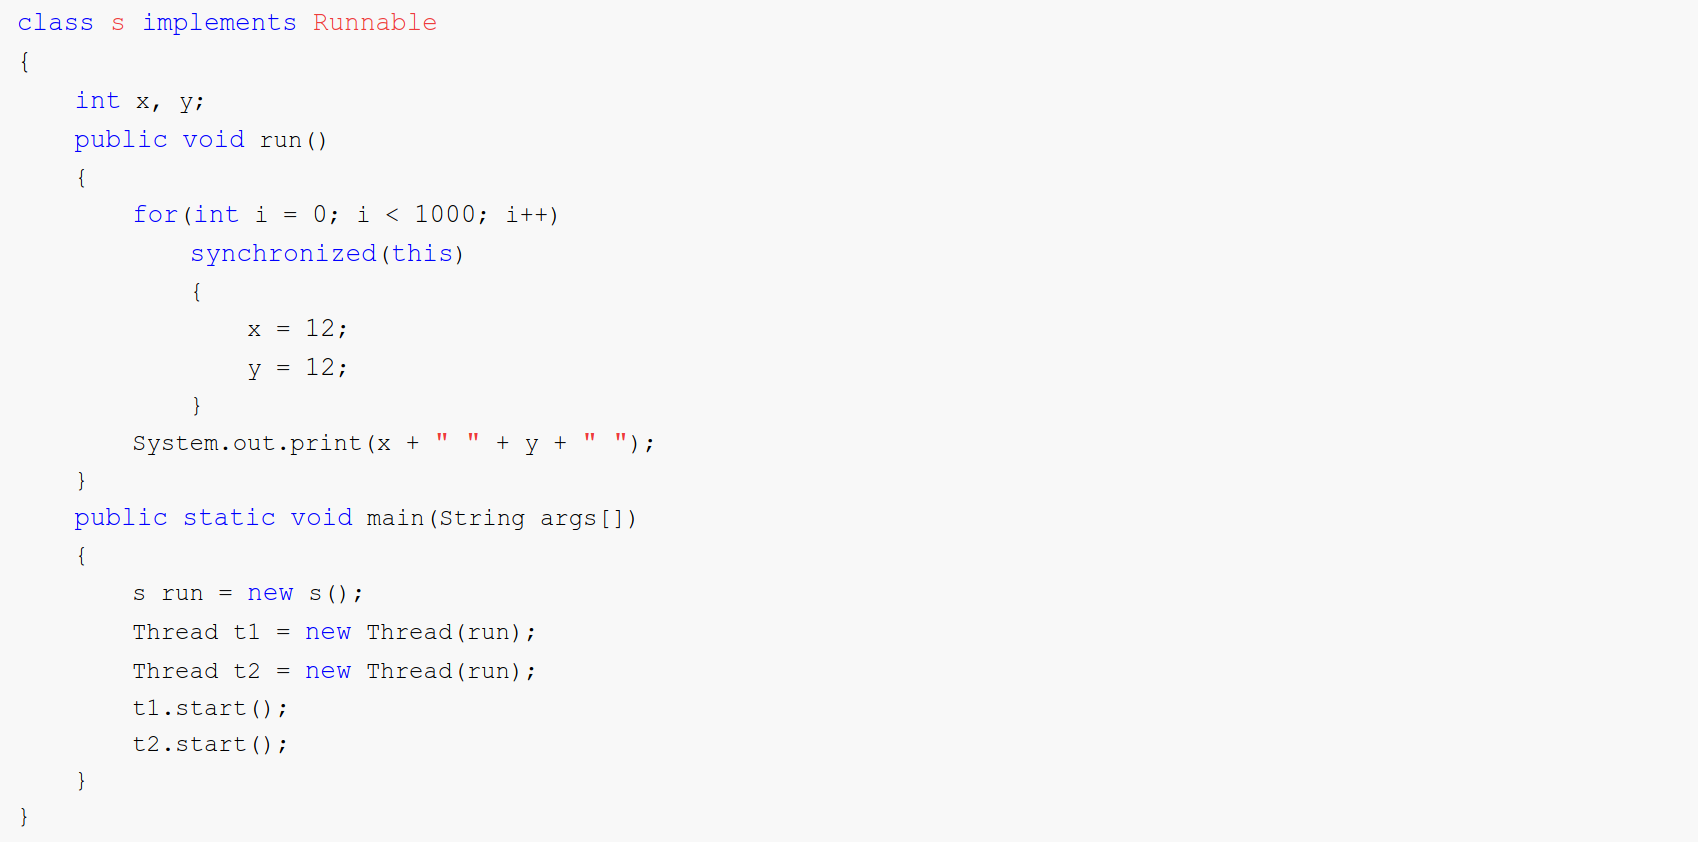 class s implements Runnable
{
    int x, y;
    public void run()
    {
        for(int i = 0; i < 1000; i++)
            synchronized(this)
            {
                x = 12;
                y = 12;
            }
        System.out.print(x + " " + y + " ");
    }
    public static void main(String args[])
    {
        s run = new s();
        Thread t1 = new Thread(run);
        Thread t2 = new Thread(run);
        t1.start();
        t2.start();
    }
}